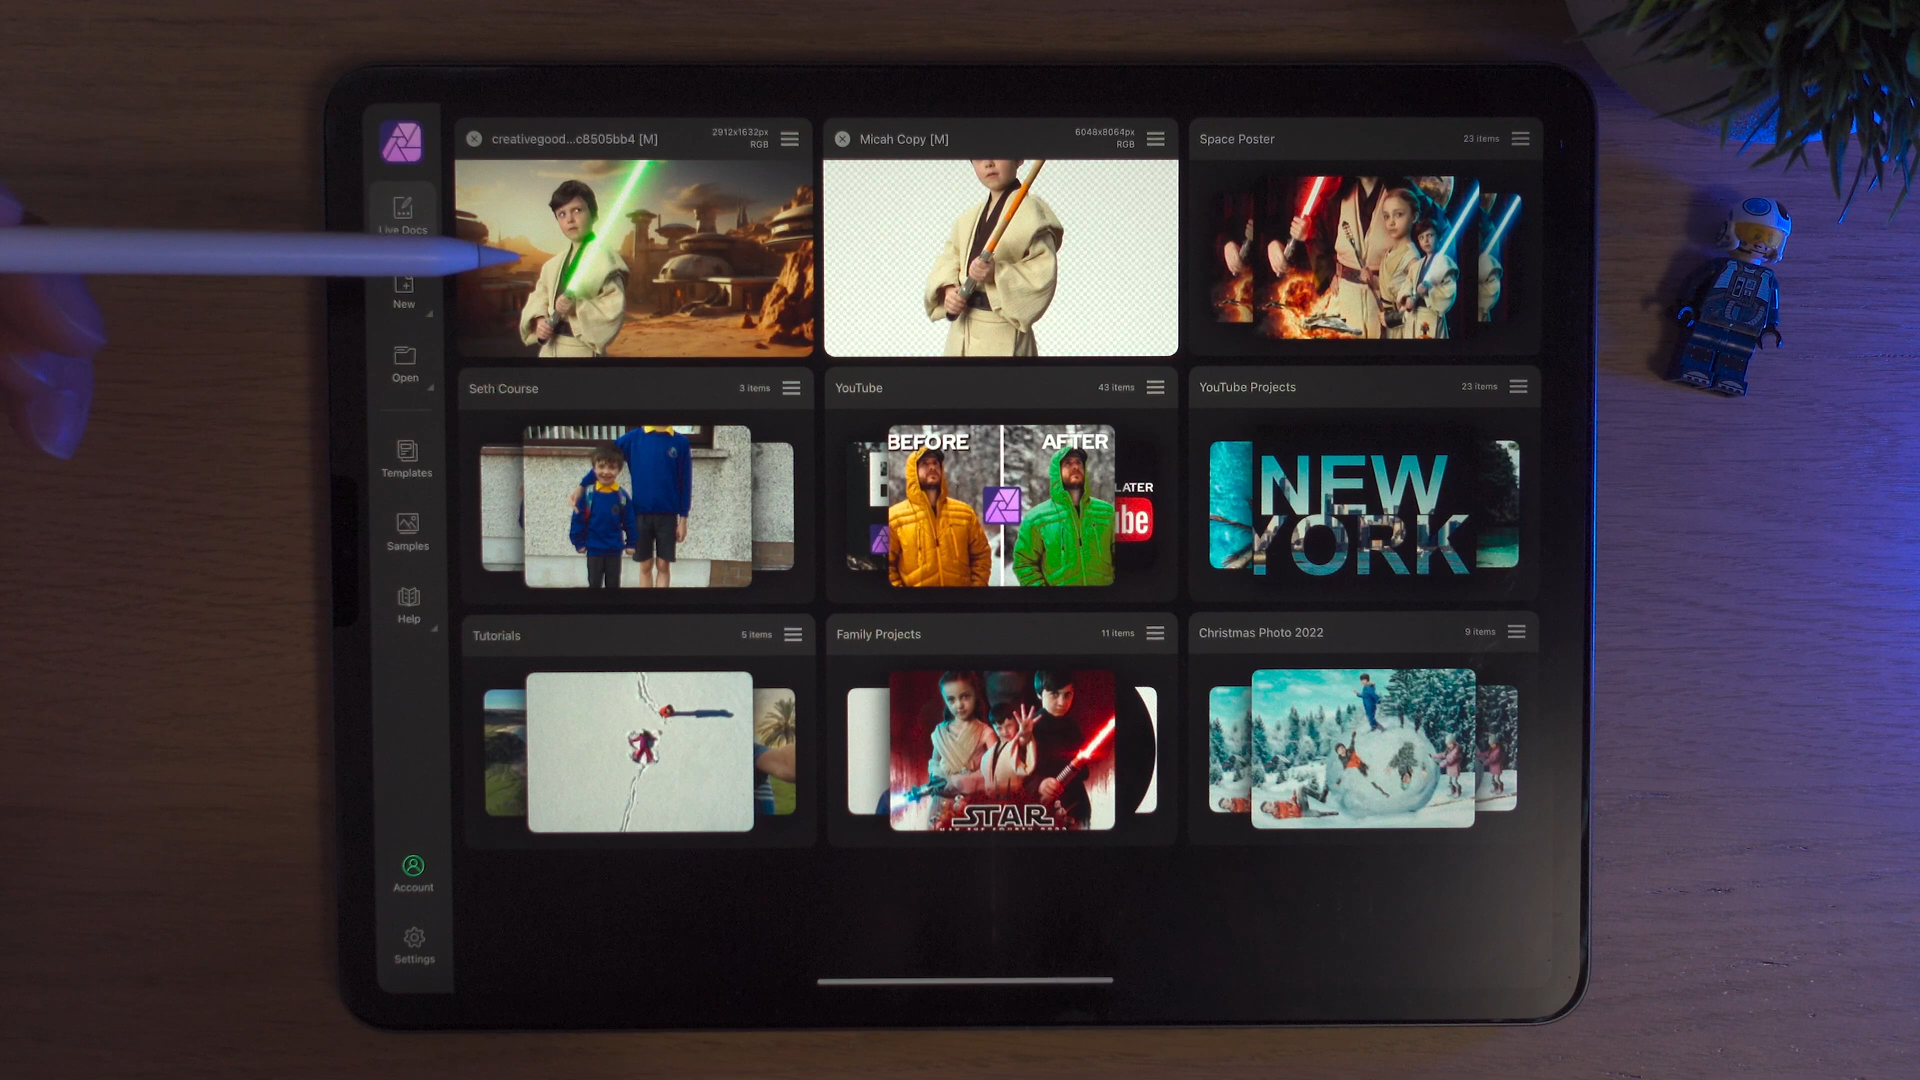 creativegood...c8505bb4 [M]
2912x1632px
RGB
Micah Copy [M]
6048x8064px
RGB
Space Poster
23 items
Live Docs
New
Open
Templates
Samples
Help
Account
Settings
Seth Course
3 items
YouTube
43 items
BEFORE
AFTER
LATER
ube
YouTube Projects
23 items
NEW
YORK
Tutorials
5 items
Family Projects
11 items
STAR
Christmas Photo 2022
9 items